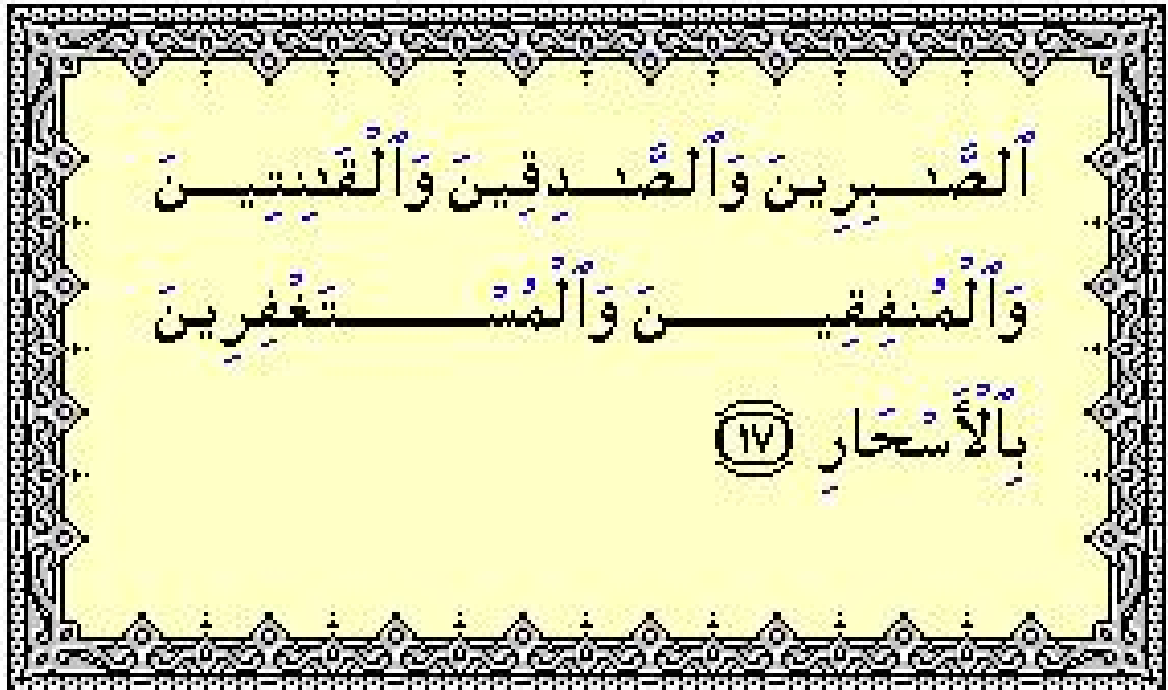 ٱلصَّـٰبِرِينَ وَٱلصَّـٰدِقِينَ وَٱلْقَـٰنِتِينَ
وَٱلْمُنفِقِينَ وَٱلْمُسْتَغْفِرِينَ
بِٱلْأَسْحَارِ ١٧